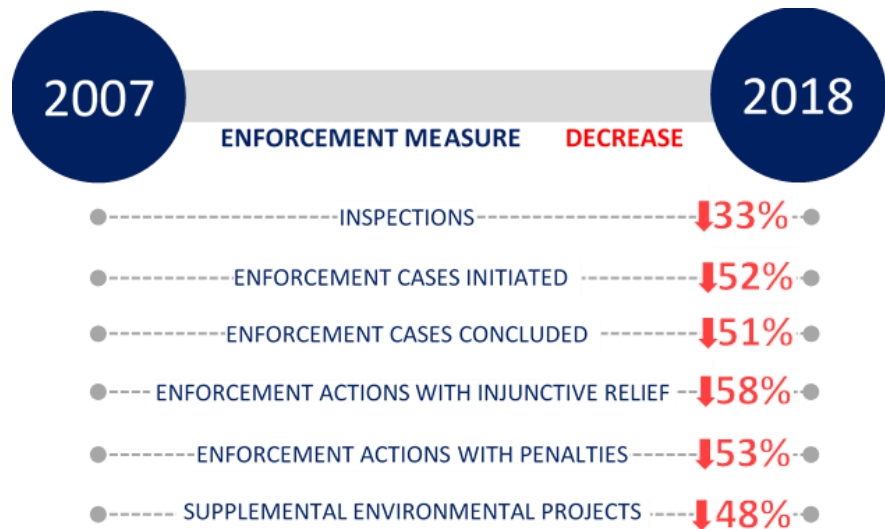 2007
2018
ENFORCEMENT MEASURE DECREASE
INSPECTIONS 33%
ENFORCEMENT CASES INITIATED 52%
ENFORCEMENT CASES CONCLUDED 51%
ENFORCEMENT ACTIONS WITH INJUNCTIVE RELIEF 58%
ENFORCEMENT ACTIONS WITH PENALTIES 53%
SUPPLEMENTAL ENVIRONMENTAL PROJECTS 48%